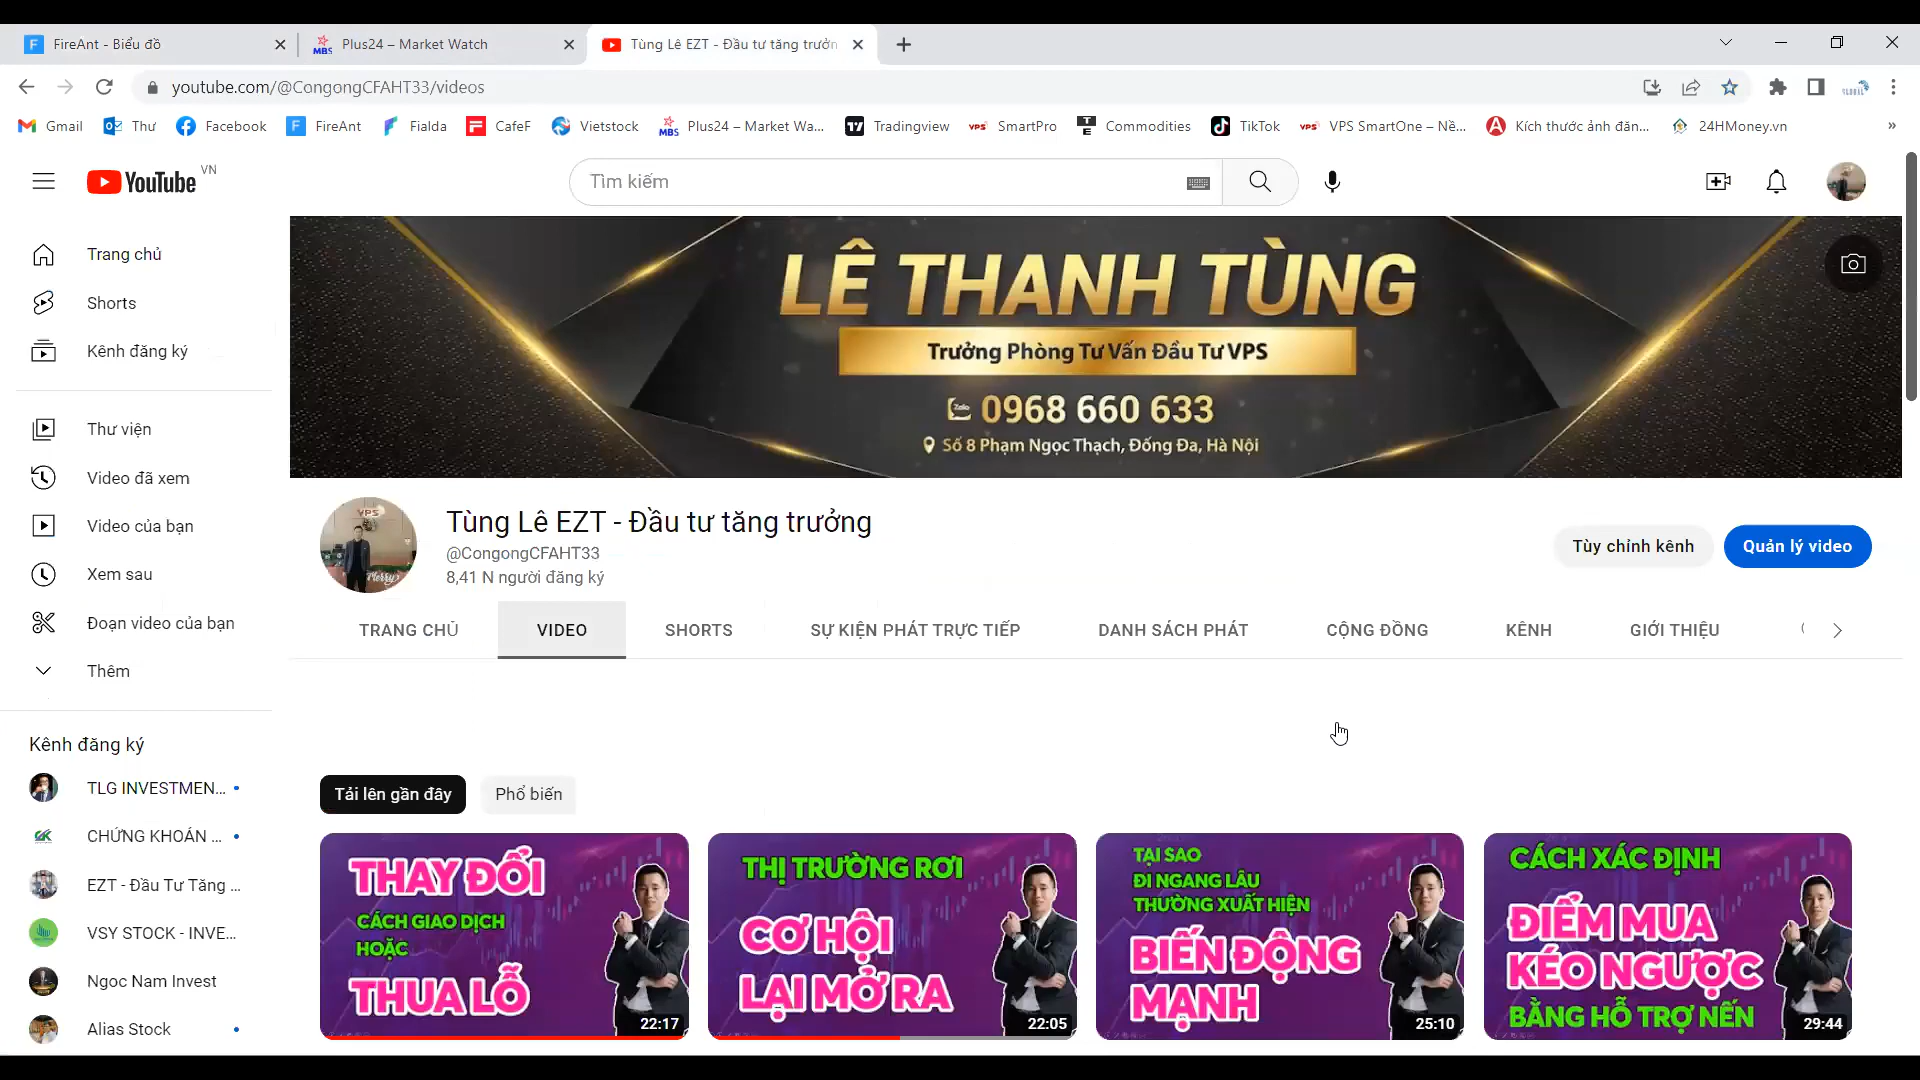 FireAnt - Biểu đồ
MBS Plus24 – Market Watch
Tùng Lê EZT - Đầu tư tăng trưởn
youtube.com/@CongongCFAHT33/videos
Gmail
Thư
Facebook
FireAnt
Fialda
CafeF
Vietstock
MBS Plus24 – Market Wa...
Tradingview
VPS SmartPro
Commodities
TikTok
VPS VPS SmartOne – Nề...
Kích thước ảnh đăn...
24HMoney.vn
»
YouTube VN
Tìm kiếm
Trang chủ
Shorts
Kênh đăng ký
Thư viện
Video đã xem
Video của bạn
Xem sau
Đoạn video của bạn
Thêm
Kênh đăng ký
TLG INVESTMEN...
CHỨNG KHOÁN ...
EZT - Đầu Tư Tăng ...
VSY STOCK - INVE...
Ngoc Nam Invest
Alias Stock
LÊ THANH TÙNG
Trưởng Phòng Tư Vấn Đầu Tư VPS
Zalo 0968 660 633
Số 8 Phạm Ngọc Thạch, Đống Đa, Hà Nội
VPS
Merry
Tùng Lê EZT - Đầu tư tăng trưởng
@CongongCFAHT33
8,41 N người đăng ký
Tùy chỉnh kênh
Quản lý video
TRANG CHỦ
VIDEO
SHORTS
SỰ KIỆN PHÁT TRỰC TIẾP
DANH SÁCH PHÁT
CỘNG ĐỒNG
KÊNH
GIỚI THIỆU
Tải lên gần đây
Phổ biến
THAY ĐỔI
CÁCH GIAO DỊCH
HOẶC
THUA LỖ
22:17
THỊ TRƯỜNG RƠI
CƠ HỘI
LẠI MỞ RA
22:05
TẠI SAO
ĐI NGANG LÂU
THƯỜNG XUẤT HIỆN
BIẾN ĐỘNG
MẠNH
25:10
CÁCH XÁC ĐỊNH
ĐIỂM MUA
KÉO NGƯỢC
BẰNG HỖ TRỢ NẾN
29:44